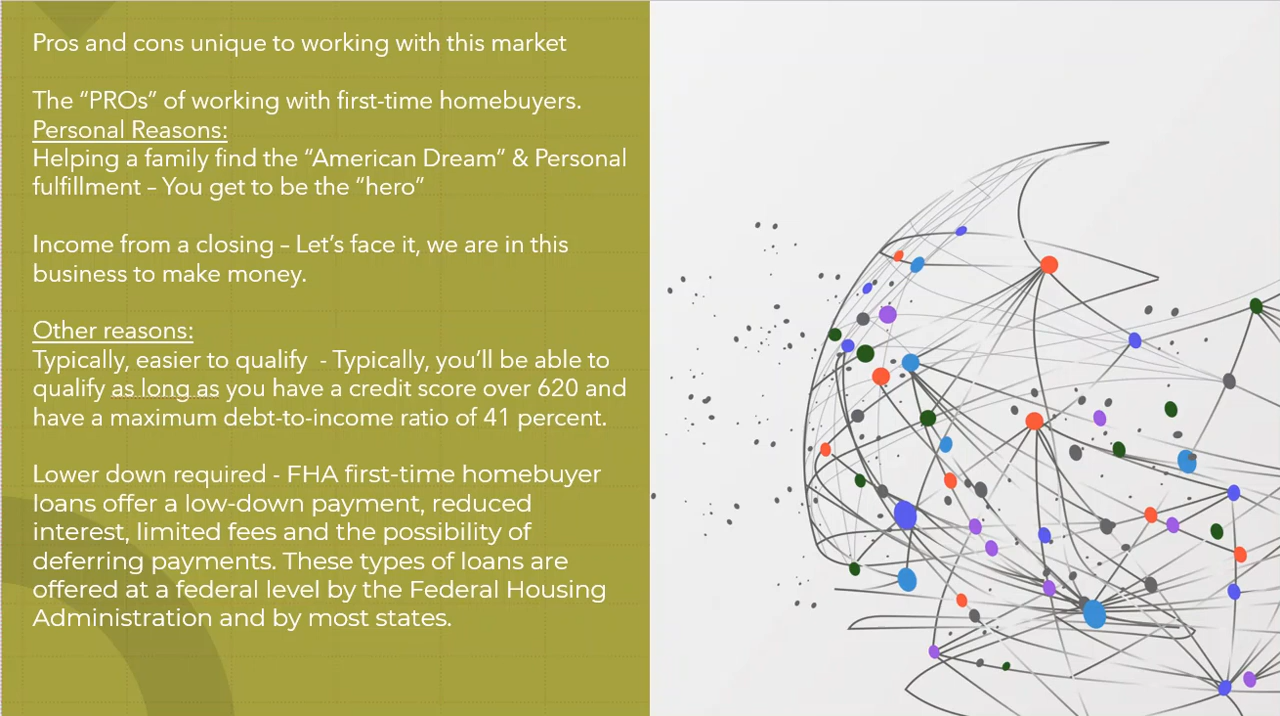 Pros and cons unique to working with this market
The “PROs” of working with first-time homebuyers.
Personal Reasons:
Helping a family find the “American Dream” & Personal
fulfillment – You get to be the “hero”
Income from a closing – Let’s face it, we are in this
business to make money.
Other reasons:
Typically, easier to qualify  - Typically, you’ll be able to
qualify as long as you have a credit score over 620 and
have a maximum debt-to-income ratio of 41 percent.
Lower down required - FHA first-time homebuyer
loans offer a low-down payment, reduced
interest, limited fees and the possibility of
deferring payments. These types of loans are
offered at a federal level by the Federal Housing
Administration and by most states.